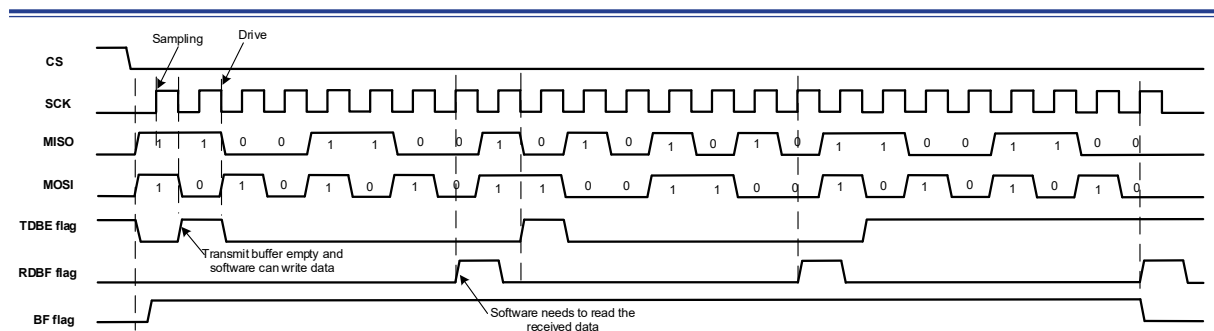 Sampling
Drive
CS
SCK
MISO
1 1 0 0 1 1 0 0 1 0 0 1 0 1 0 1 0 1 1 0 0 1 1 0 0
MOSI
1 0 1 0 1 0 1 0 1 1 0 0 1 1 0 0 1 0 1 0 1 0 1 0
TDBE flag
Transmit buffer empty and
software can write data
RDBF flag
Software needs to read the
received data
BF flag